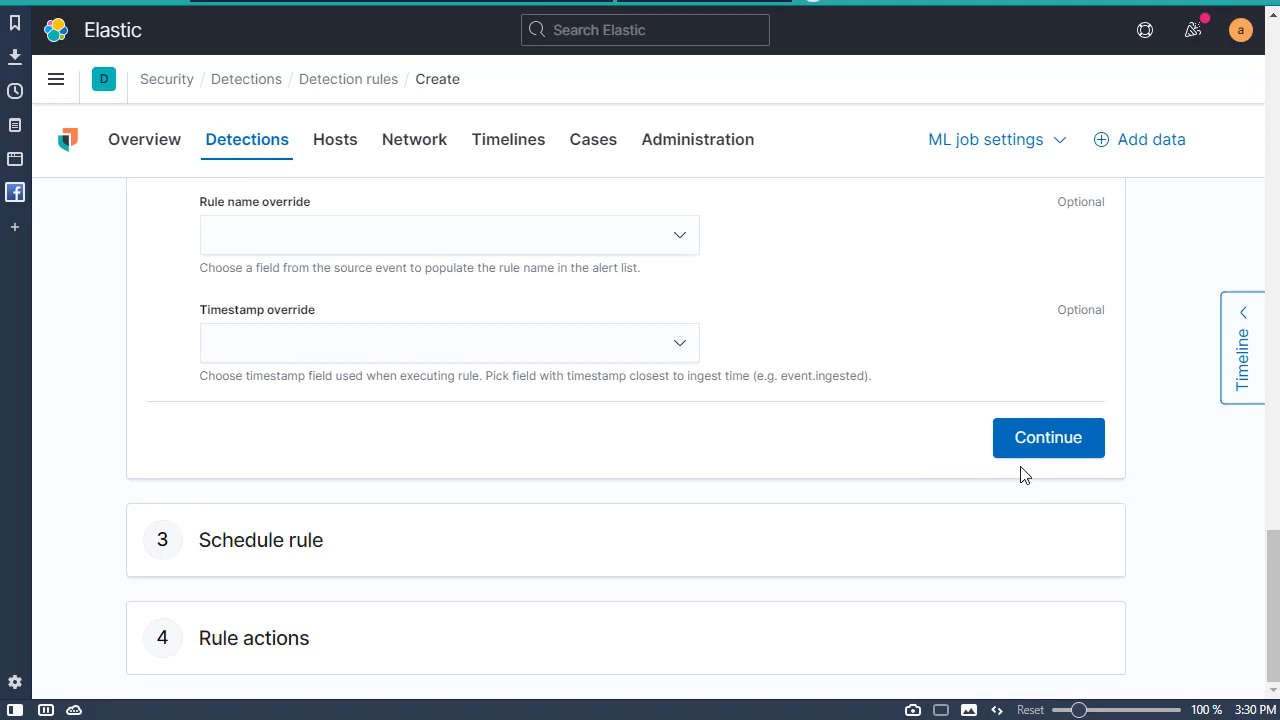 Elastic
Search Elastic
a
D
Security / Detections / Detection rules / Create
Overview
Detections
Hosts
Network
Timelines
Cases
Administration
ML job settings
Add data
Rule name override
Optional
Choose a field from the source event to populate the rule name in the alert list.
Timestamp override
Optional
Choose timestamp field used when executing rule. Pick field with timestamp closest to ingest time (e.g. event.ingested).
Timeline
Continue
3 Schedule rule
4 Rule actions
Reset
100 %
3:30 PM